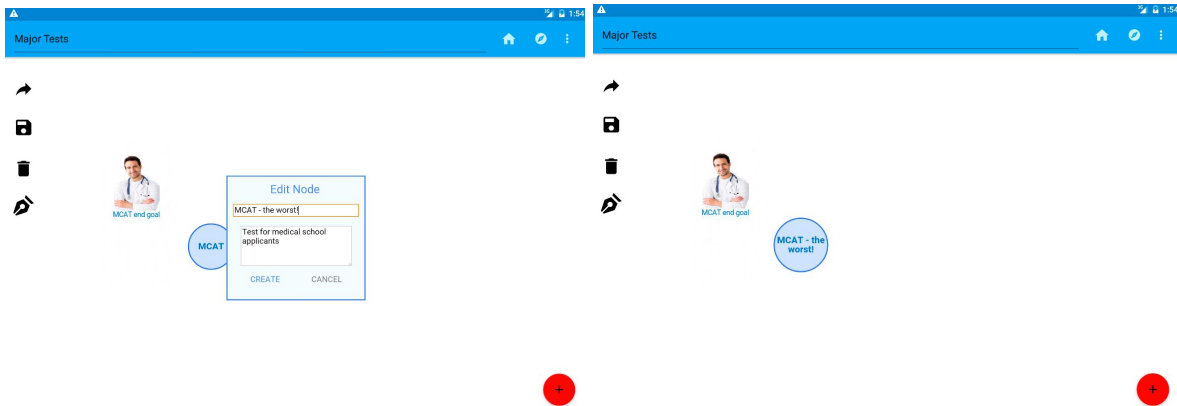 1:54
Major Tests
MCAT end goal
MCAT
Edit Node
MCAT - the worst!
Test for medical school
applicants
CREATE
CANCEL
+
1:54
Major Tests
MCAT end goal
MCAT - the
worst!
+